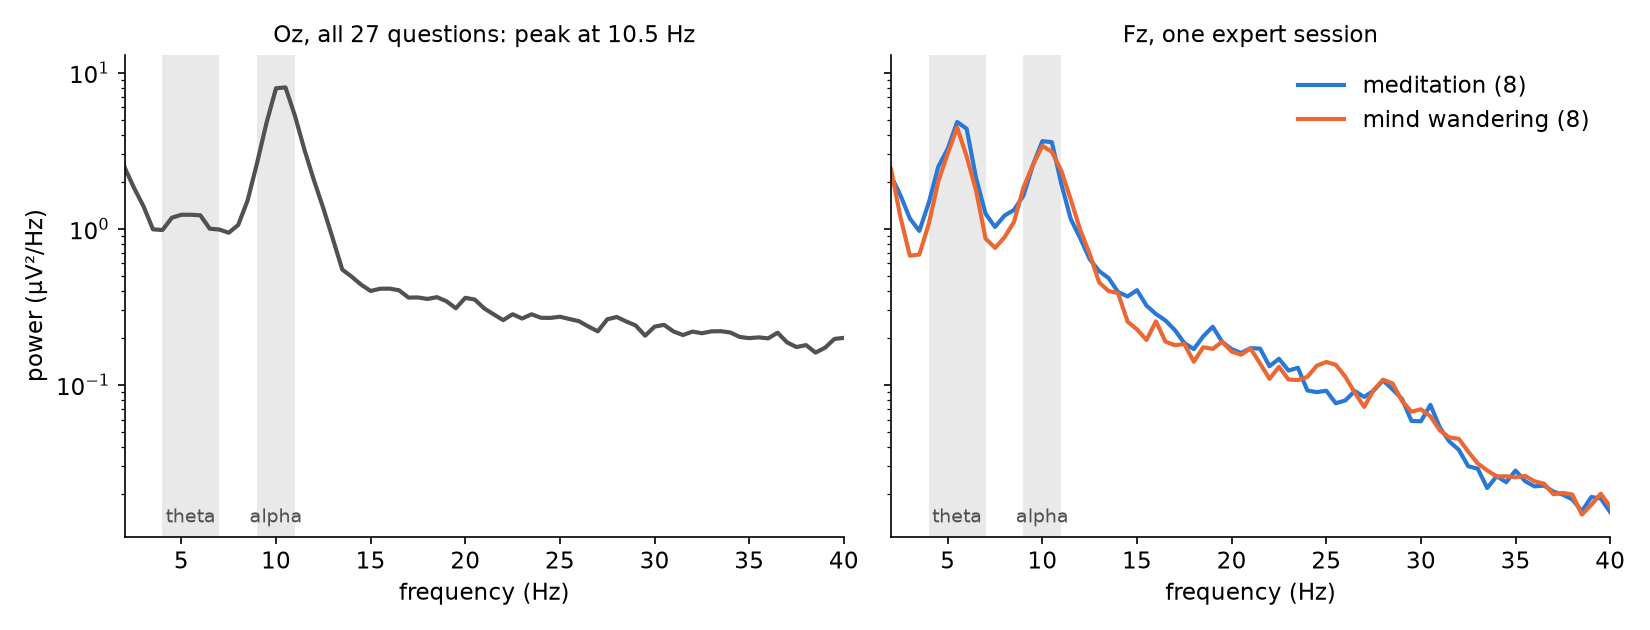 Oz, all 27 questions: peak at 10.5 Hz
power (µV²/Hz)
10¹
10⁰
10⁻¹
theta
alpha
5
10
15
20
25
30
35
40
frequency (Hz)
Fz, one expert session
meditation (8)
mind wandering (8)
theta
alpha
5
10
15
20
25
30
35
40
frequency (Hz)